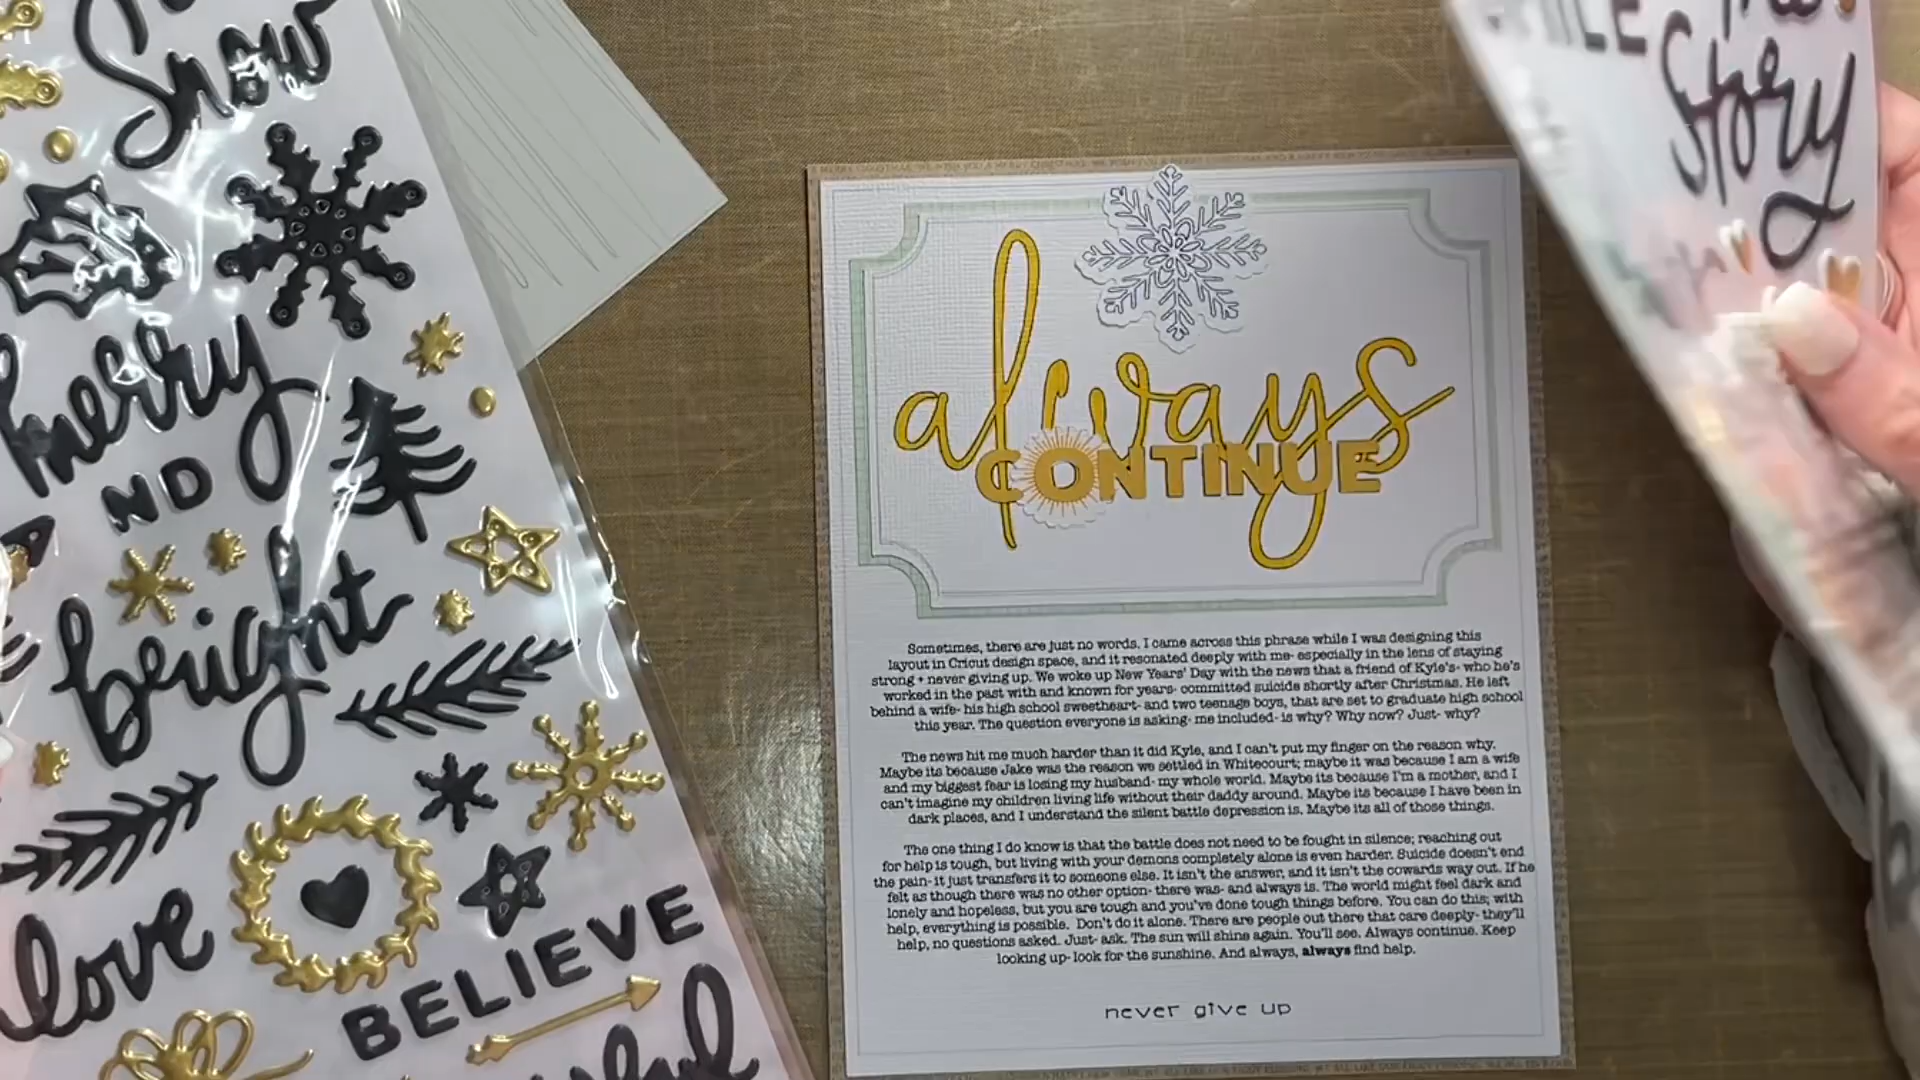 Snow
merry
ND
bright
love
BELIEVE
Story
always
CONTINUE
Sometimes, there are just no words. I came across this phrase while I was designing this
layout in Cricut design space, and it resonated deeply with me- especially in the lens of staying
strong + never giving up. We woke up New Years' Day with the news that a friend of Kyle's- who he's
worked in the past with and known for years- committed suicide shortly after Christmas. He left
behind a wife- his high school sweetheart- and two teenage boys, that are set to graduate high school
this year. The question everyone is asking- me included- is why? Why now? Just- why?
The news hit me much harder than it did Kyle, and I can't put my finger on the reason why.
Maybe its because Jake was the reason we settled in Whitecourt; maybe it was because I am a wife
and my biggest fear is losing my husband- my whole world. Maybe its because I'm a mother, and I
can't imagine my children living life without their daddy around. Maybe its because I have been in
dark places, and I understand the silent battle depression is. Maybe its all of those things.
The one thing I do know is that the battle does not need to be fought in silence; reaching out
for help is tough, but living with your demons completely alone is even harder. Suicide doesn't end
the pain- it just transfers it to someone else. It isn't the answer, and it isn't the cowards way out. If he
felt as though there was no other option- there was- and always is. The world might feel dark and
lonely and hopeless, but you are tough and you've done tough things before. You can do this; with
help, everything is possible. Don't do it alone. There are people out there that care deeply- they'll
help, no questions asked. Just- ask. The sun will shine again. You'll see. Always continue. Keep
looking up- look for the sunshine. And always, always find help.
never give up